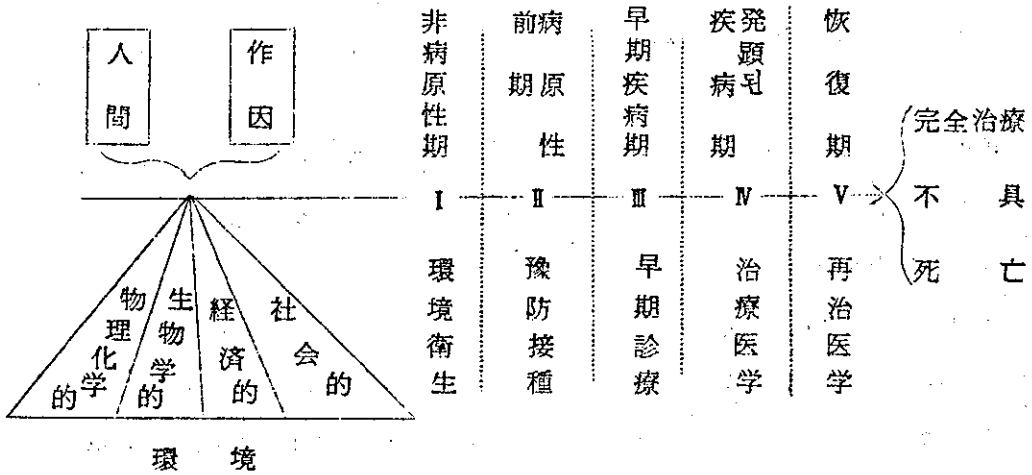 人間
作因
非病原性期
病原性
前期
早期疾病期
発顕된
疾病期
恢復期
I
II
III
IV
V
完全治療
不具
死亡
環境衛生
豫防接種
早期診療
治療医学
再治医学
物理化学的
生物学的
経済的
社会的
環境